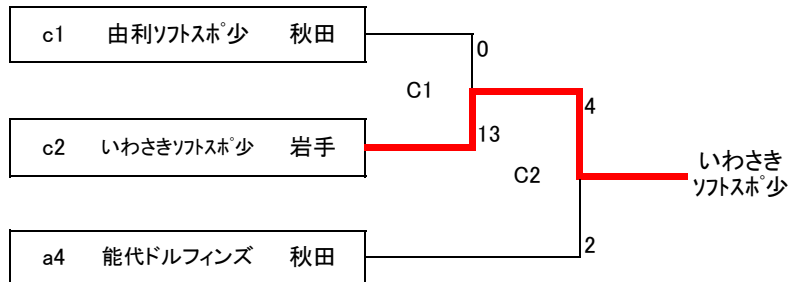 c1 由利ソフトスポ少 秋田
0
C1
c2 いわさきソフトスポ少 岩手
13
4
C2
いわさき
ソフトスポ少
a4 能代ドルフィンズ 秋田
2